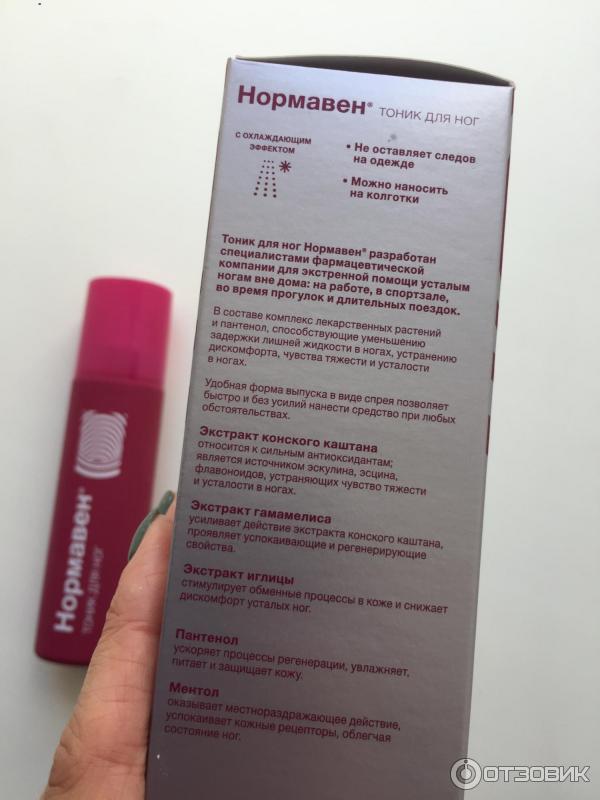 Нормавен® ТОНИК ДЛЯ НОГ
С ОХЛАЖДАЮЩИМ
ЭФФЕКТОМ
• Не оставляет следов
на одежде
• Можно наносить
на колготки
Тоник для ног Нормавен® разработан
специалистами фармацевтической
компании для экстренной помощи усталым
ногам вне дома: на работе, в спортзале,
во время прогулок и длительных поездок.
В составе комплекс лекарственных растений
и пантенол, способствующие уменьшению
задержки лишней жидкости в ногах, устранению
дискомфорта, чувства тяжести и усталости
в ногах.
Удобная форма выпуска в виде спрея позволяет
быстро и без усилий нанести средство при любых
обстоятельствах.
Экстракт конского каштана
относится к сильным антиоксидантам;
является источником эскулина, эсцина,
флавоноидов, устраняющих чувство тяжести
и усталости в ногах.
Экстракт гамамелиса
усиливает действие экстракта конского каштана,
проявляет успокаивающие и регенерирующие
свойства.
Экстракт иглицы
стимулирует обменные процессы в коже и снижает
дискомфорт усталых ног.
Пантенол
ускоряет процессы регенерации, увлажняет,
питает и защищает кожу.
Ментол
оказывает местнораздражающее действие,
успокаивает кожные рецепторы, облегчая
состояние ног.
Нормавен®
ТОНИК ДЛЯ НОГ
ОТЗОВИК